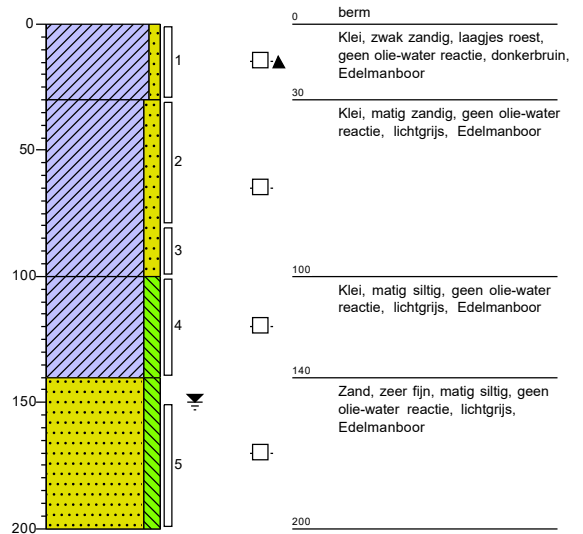 berm
0
0
Klei, zwak zandig, laagjes roest,
geen olie-water reactie, donkerbruin,
Edelmanboor
1
30
Klei, matig zandig, geen olie-water
reactie, lichtgrijs, Edelmanboor
50
2
3
100
100
Klei, matig siltig, geen olie-water
reactie, lichtgrijs, Edelmanboor
4
140
Zand, zeer fijn, matig siltig, geen
olie-water reactie, lichtgrijs,
Edelmanboor
150
5
200
200